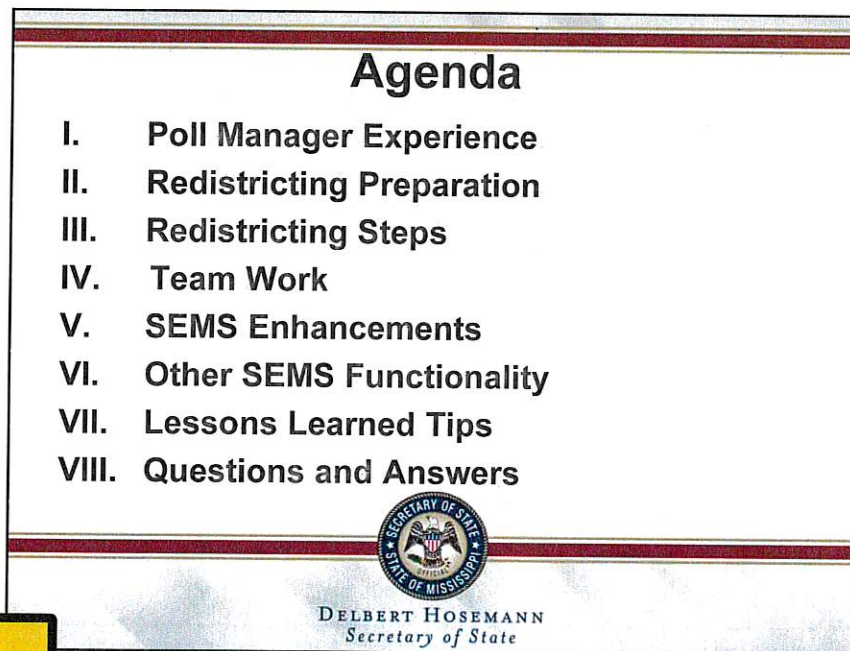 Agenda
I. Poll Manager Experience
II. Redistricting Preparation
III. Redistricting Steps
IV. Team Work
V. SEMS Enhancements
VI. Other SEMS Functionality
VII. Lessons Learned Tips
VIII. Questions and Answers
SECRETARY OF STATE
OFFICIAL
STATE OF MISSISSIPPI
DELBERT HOSEMANN
Secretary of State